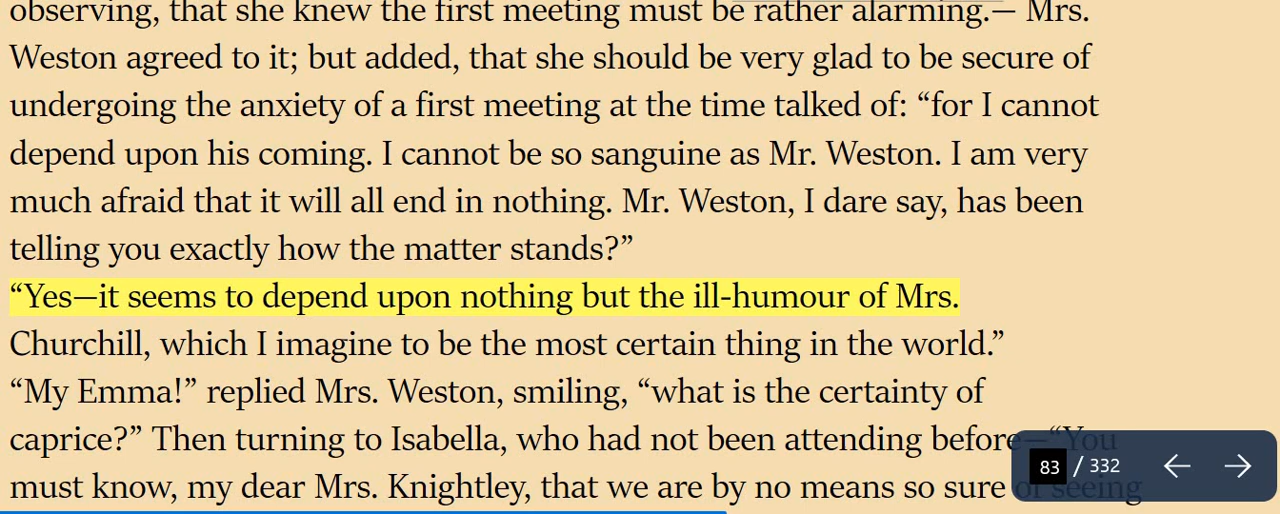 observing, that she knew the first meeting must be rather alarming.— Mrs.
Weston agreed to it; but added, that she should be very glad to be secure of
undergoing the anxiety of a first meeting at the time talked of: “for I cannot
depend upon his coming. I cannot be so sanguine as Mr. Weston. I am very
much afraid that it will all end in nothing. Mr. Weston, I dare say, has been
telling you exactly how the matter stands?”
“Yes—it seems to depend upon nothing but the ill-humour of Mrs.
Churchill, which I imagine to be the most certain thing in the world.”
“My Emma!” replied Mrs. Weston, smiling, “what is the certainty of
caprice?” Then turning to Isabella, who had not been attending before—“You
must know, my dear Mrs. Knightley, that we are by no means so sure of seeing
83 / 332